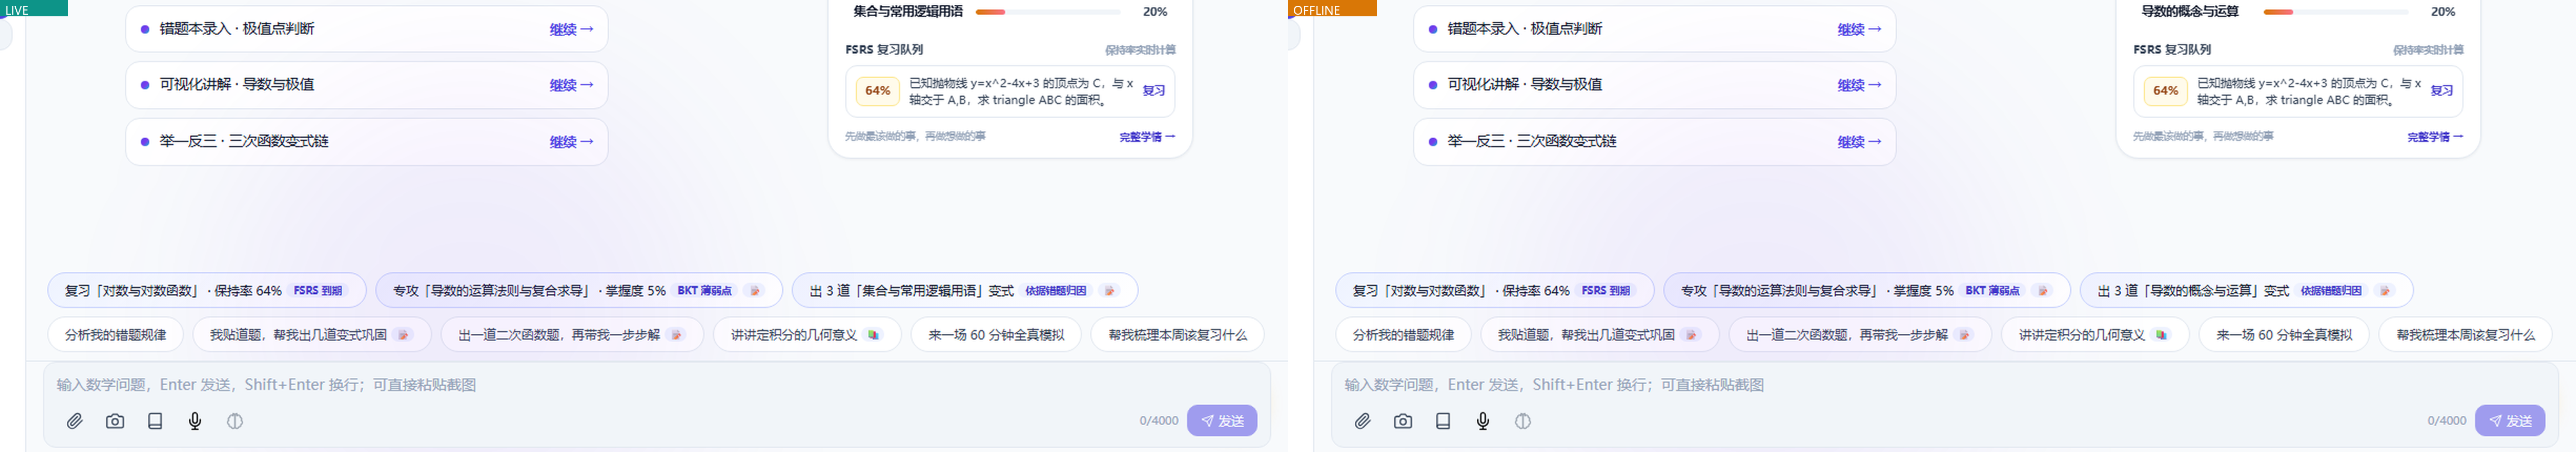 LIVE
错题本录入 · 极值点判断 继续 →
可视化讲解 · 导数与极值 继续 →
举一反三 · 三次函数变式链 继续 →
集合与常用逻辑用语 20%
FSRS 复习队列 保持率实时计算
64% 已知抛物线 y=x^2-4x+3 的顶点为 C，与 x
轴交于 A,B，求 triangle ABC 的面积。 复习
先做最该做的事，再做想做的事 完整学情 →
复习「对数与对数函数」 · 保持率 64% FSRS 到期 专攻「导数的运算法则与复合求导」 · 掌握度 5% BKT 薄弱点 出 3 道「集合与常用逻辑用语」变式 依据错题归因
分析我的错题规律 我贴道题，帮我出几道变式巩固 出一道二次函数题，再带我一步步解 讲讲定积分的几何意义 来一场 60 分钟全真模拟 帮我梳理本周该复习什么
输入数学问题，Enter 发送，Shift+Enter 换行；可直接粘贴截图
0/4000 发送
OFFLINE
错题本录入 · 极值点判断 继续 →
可视化讲解 · 导数与极值 继续 →
举一反三 · 三次函数变式链 继续 →
导数的概念与运算 20%
FSRS 复习队列 保持率实时计算
64% 已知抛物线 y=x^2-4x+3 的顶点为 C，与 x
轴交于 A,B，求 triangle ABC 的面积。 复习
先做最该做的事，再做想做的事 完整学情 →
复习「对数与对数函数」 · 保持率 64% FSRS 到期 专攻「导数的运算法则与复合求导」 · 掌握度 5% BKT 薄弱点 出 3 道「导数的概念与运算」变式 依据错题归因
分析我的错题规律 我贴道题，帮我出几道变式巩固 出一道二次函数题，再带我一步步解 讲讲定积分的几何意义 来一场 60 分钟全真模拟 帮我梳理本周该复习什么
输入数学问题，Enter 发送，Shift+Enter 换行；可直接粘贴截图
0/4000 发送